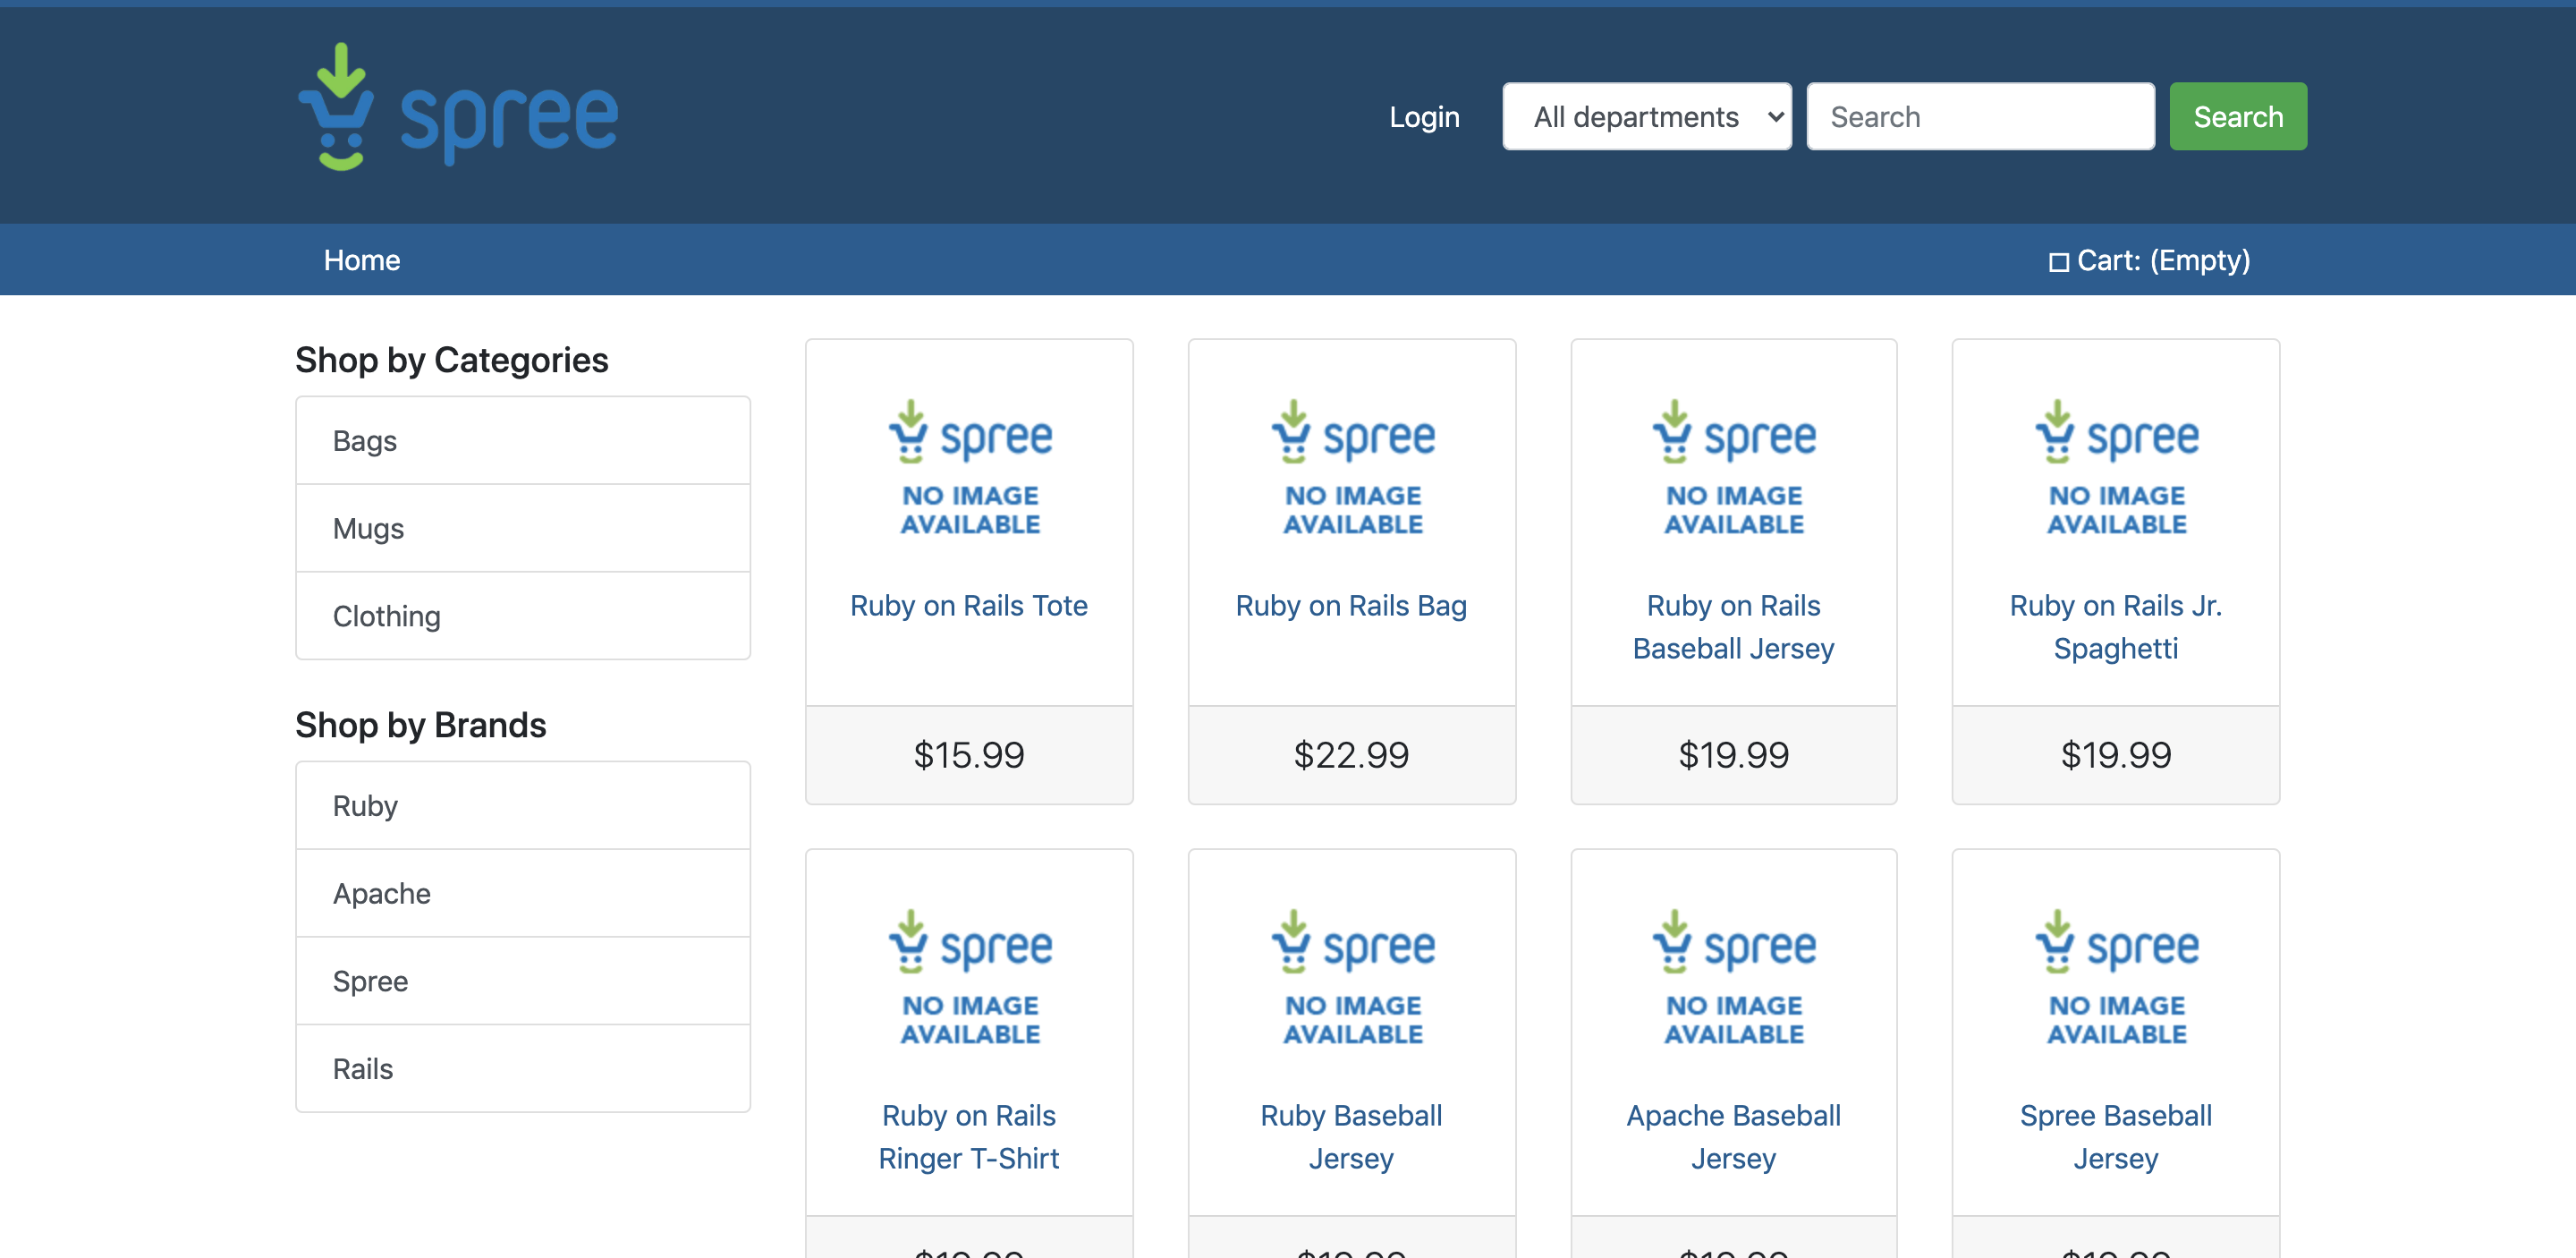 spree
Login
All departments
Search
Search
Home
Cart: (Empty)
Shop by Categories
Bags
Mugs
Clothing
Shop by Brands
Ruby
Apache
Spree
Rails
spree
NO IMAGE
AVAILABLE
Ruby on Rails Tote
$15.99
spree
NO IMAGE
AVAILABLE
Ruby on Rails Bag
$22.99
spree
NO IMAGE
AVAILABLE
Ruby on Rails
Baseball Jersey
$19.99
spree
NO IMAGE
AVAILABLE
Ruby on Rails Jr.
Spaghetti
$19.99
spree
NO IMAGE
AVAILABLE
Ruby on Rails
Ringer T-Shirt
spree
NO IMAGE
AVAILABLE
Ruby Baseball
Jersey
spree
NO IMAGE
AVAILABLE
Apache Baseball
Jersey
spree
NO IMAGE
AVAILABLE
Spree Baseball
Jersey